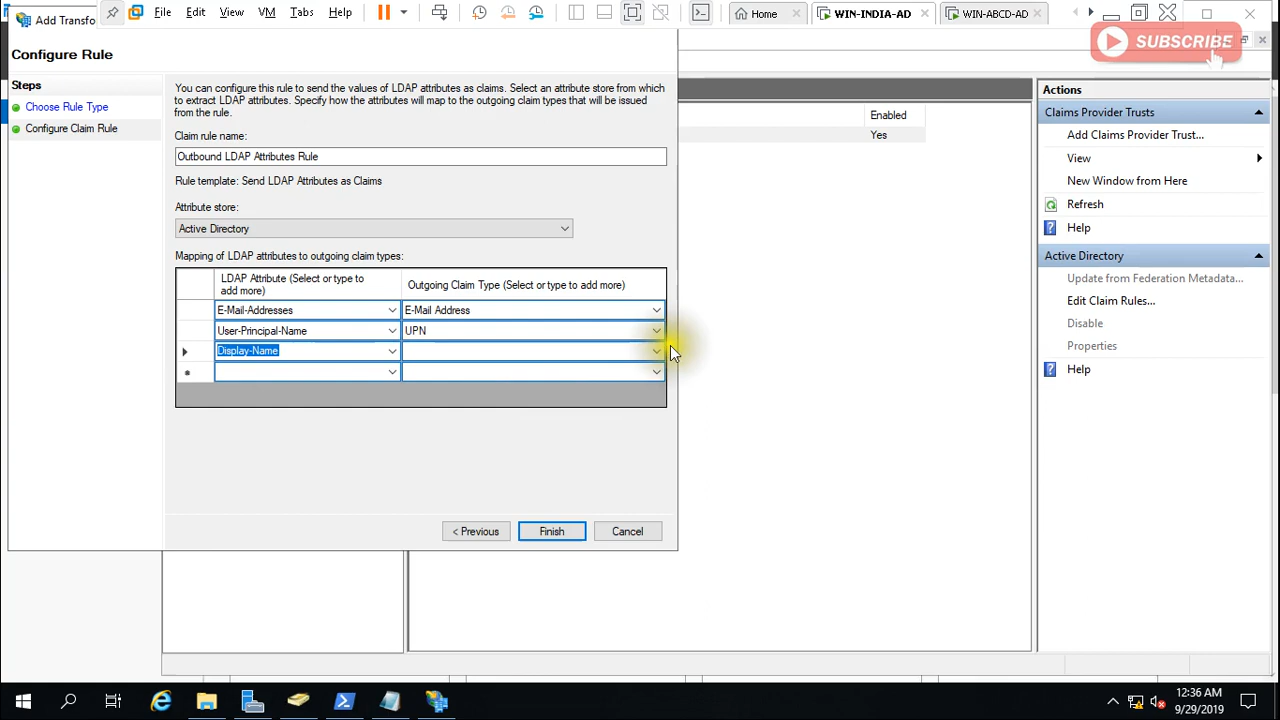 Add Transfo
File
Edit
View
VM
Tabs
Help
Home
WIN-INDIA-AD
WIN-ABCD-AD
SUBSCRIBE
Configure Rule
Steps
Choose Rule Type
Configure Claim Rule
You can configure this rule to send the values of LDAP attributes as claims. Select an attribute store from which
to extract LDAP attributes. Specify how the attributes will map to the outgoing claim types that will be issued
from the rule.
Claim rule name:
Outbound LDAP Attributes Rule
Rule template: Send LDAP Attributes as Claims
Attribute store:
Active Directory
Mapping of LDAP attributes to outgoing claim types:
LDAP Attribute (Select or type to
add more)
Outgoing Claim Type (Select or type to add more)
E-Mail-Addresses
E-Mail Address
User-Principal-Name
UPN
Display-Name
< Previous
Finish
Cancel
Enabled
Yes
Actions
Claims Provider Trusts
Add Claims Provider Trust...
View
New Window from Here
Refresh
Help
Active Directory
Update from Federation Metadata...
Edit Claim Rules...
Disable
Properties
Help
12:36 AM
9/29/2019